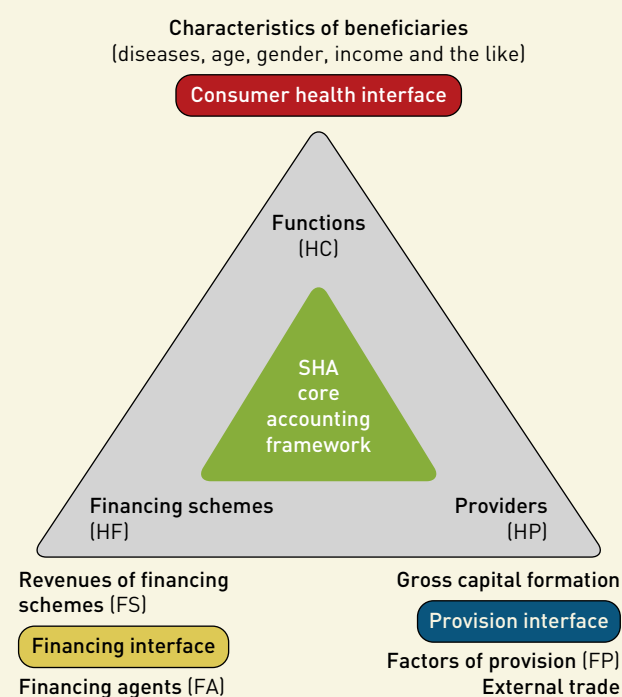 Characteristics of beneficiaries
(diseases, age, gender, income and the like)
Consumer health interface
Functions
(HC)
SHA
core
accounting
framework
Financing schemes
(HF)
Providers
(HP)
Revenues of financing
schemes (FS)
Financing interface
Financing agents (FA)
Gross capital formation
Provision interface
Factors of provision (FP)
External trade